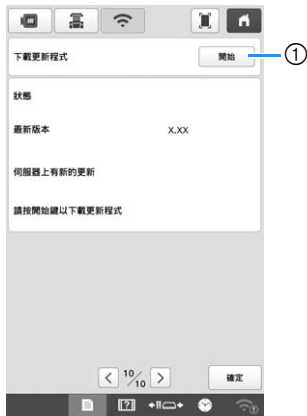 下載更新程式
開始
①
狀態
最新版本 X.XX
伺服器上有新的更新
請按開始鍵以下載更新程式
10/10
確定